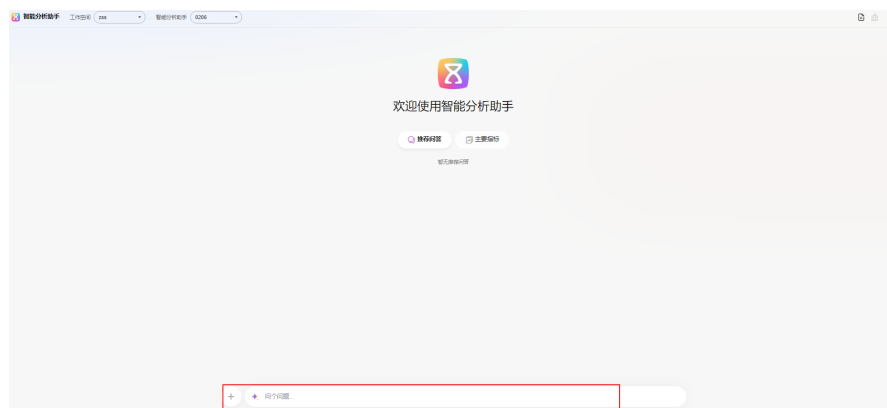 智能分析助手 工作空间 zss 智能分析助手 0206
欢迎使用智能分析助手
推荐问答 主要指标
暂无推荐问答
问个问题...